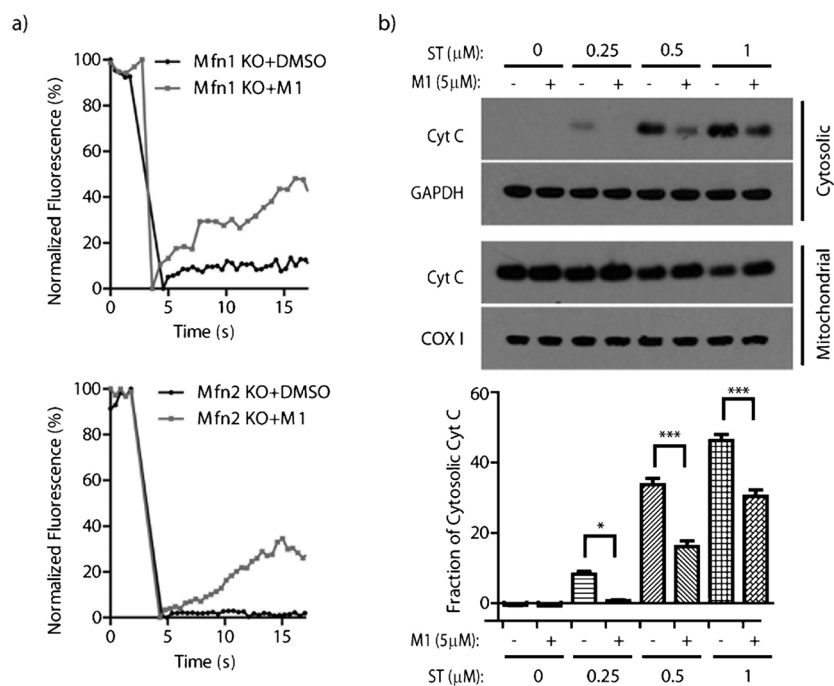 a)
Normalized Fluorescence (%)
100
80
60
40
20
0
Mfn1 KO+DMSO
Mfn1 KO+M1
0 5 10 15
Time (s)
Normalized Fluorescence (%)
100
80
60
40
20
0
Mfn2 KO+DMSO
Mfn2 KO+M1
0 5 10 15
Time (s)
b)
ST (μM): 0 0.25 0.5 1
M1 (5μM): - + - + - + - +
Cyt C
GAPDH
Cytosolic
Cyt C
COX I
Mitochondrial
Fraction of Cytosolic Cyt C
60
40
20
0
* *** ***
M1 (5μM): - + - + - + - +
ST (μM): 0 0.25 0.5 1